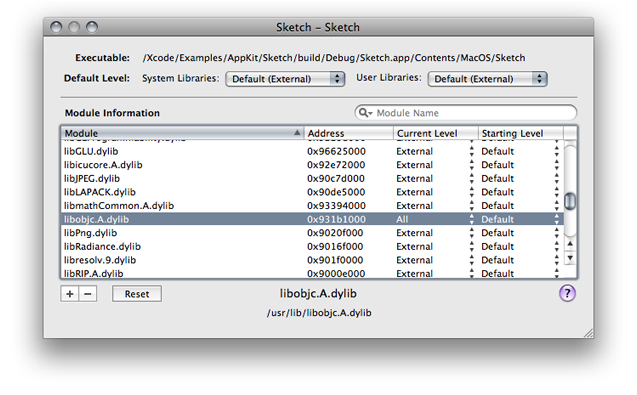 Sketch – Sketch
Executable: /Xcode/Examples/AppKit/Sketch/build/Debug/Sketch.app/Contents/MacOS/Sketch
Default Level: System Libraries: Default (External) User Libraries: Default (External)
Module Information Module Name
Module Address Current Level Starting Level
libGLU.dylib 0x96625000 External Default
libicucore.A.dylib 0x92e72000 External Default
libJPEG.dylib 0x90c7d000 External Default
libLAPACK.dylib 0x90de5000 External Default
libmathCommon.A.dylib 0x93394000 External Default
libobjc.A.dylib 0x931b1000 All Default
libPng.dylib 0x9020f000 External Default
libRadiance.dylib 0x9016f000 External Default
libresolv.9.dylib 0x901f0000 External Default
libRIP.A.dylib 0x9000e000 External Default
+ − Reset libobjc.A.dylib ?
/usr/lib/libobjc.A.dylib